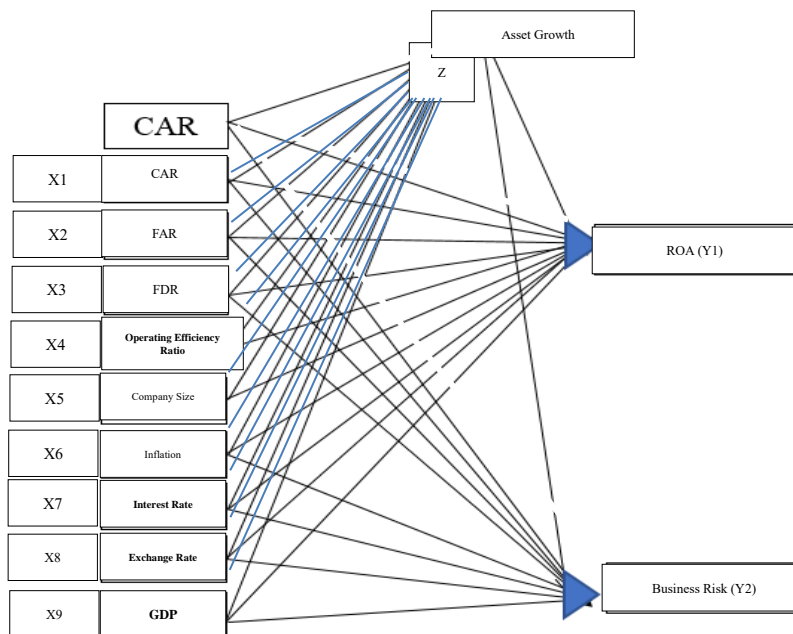 Asset Growth
Z
CAR
X1 CAR
X2 FAR
ROA (Y1)
X3 FDR
X4 Operating Efficiency
Ratio
X5 Company Size
X6 Inflation
X7 Interest Rate
X8 Exchange Rate
Business Risk (Y2)
X9 GDP